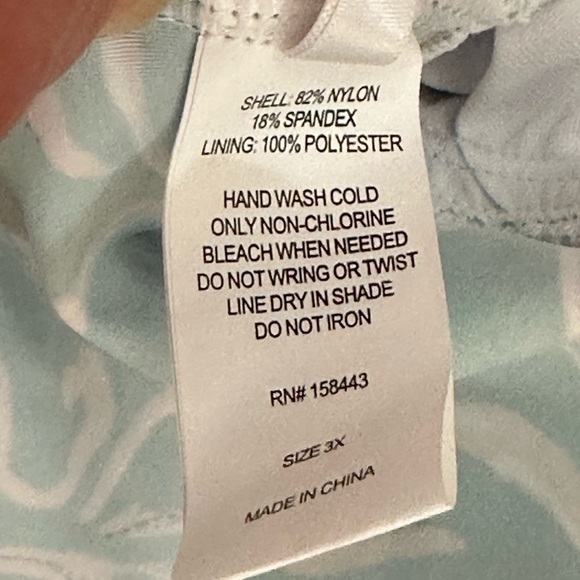 SHELL: 82% NYLON
18% SPANDEX
LINING: 100% POLYESTER
HAND WASH COLD
ONLY NON-CHLORINE
BLEACH WHEN NEEDED
DO NOT WRING OR TWIST
LINE DRY IN SHADE
DO NOT IRON
RN# 158443
SIZE 3X
MADE IN CHINA